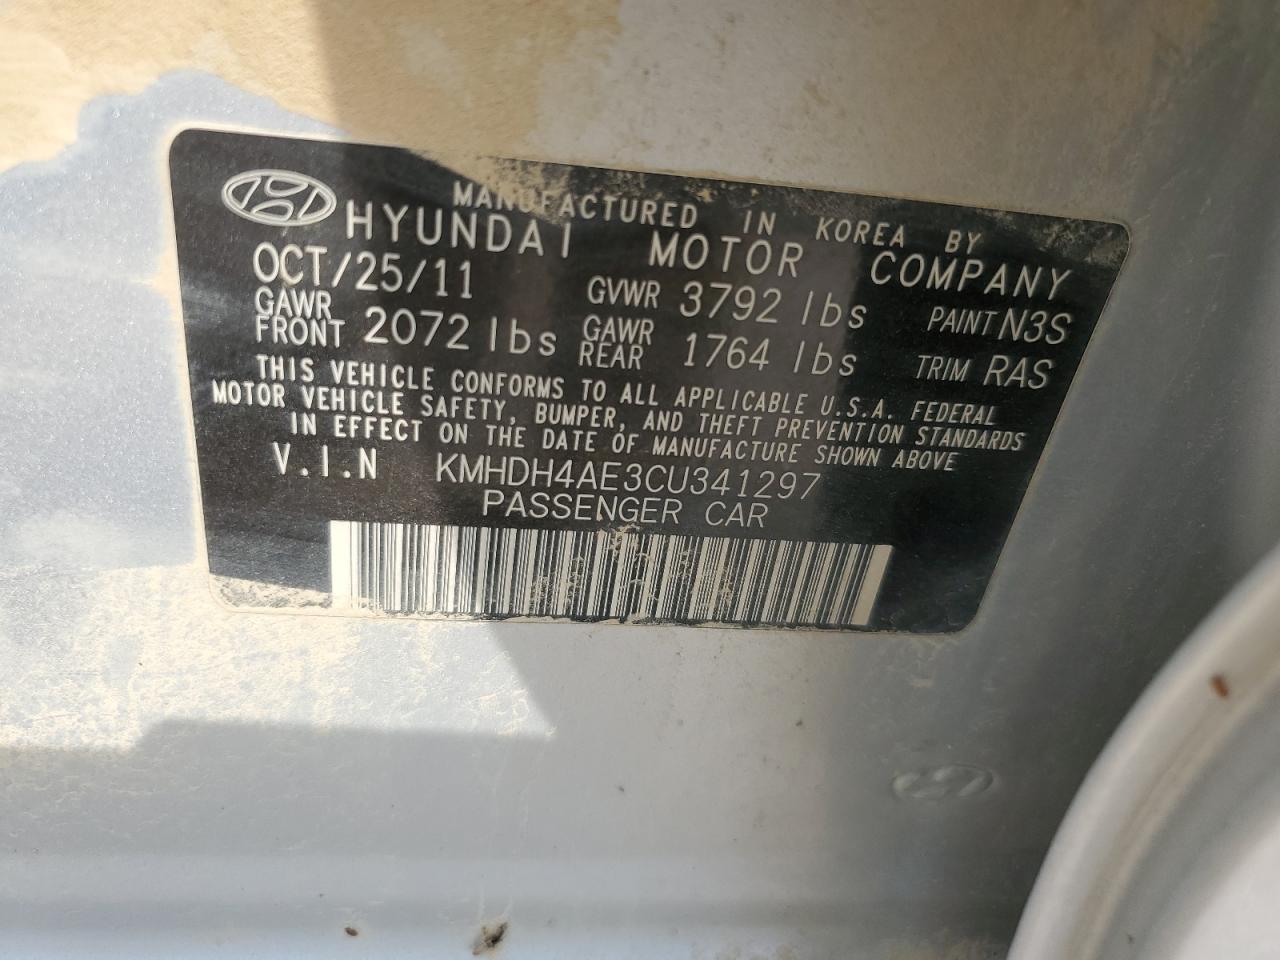 MANUFACTURED IN KOREA BY
HYUNDAI MOTOR COMPANY
OCT/25/11 GVWR 3792 lbs PAINT N3S
GAWR FRONT 2072 lbs GAWR REAR 1764 lbs TRIM RAS
THIS VEHICLE CONFORMS TO ALL APPLICABLE U.S.A. FEDERAL
MOTOR VEHICLE SAFETY, BUMPER, AND THEFT PREVENTION STANDARDS
IN EFFECT ON THE DATE OF MANUFACTURE SHOWN ABOVE
V.I.N KMHDH4AE3CU341297
PASSENGER CAR